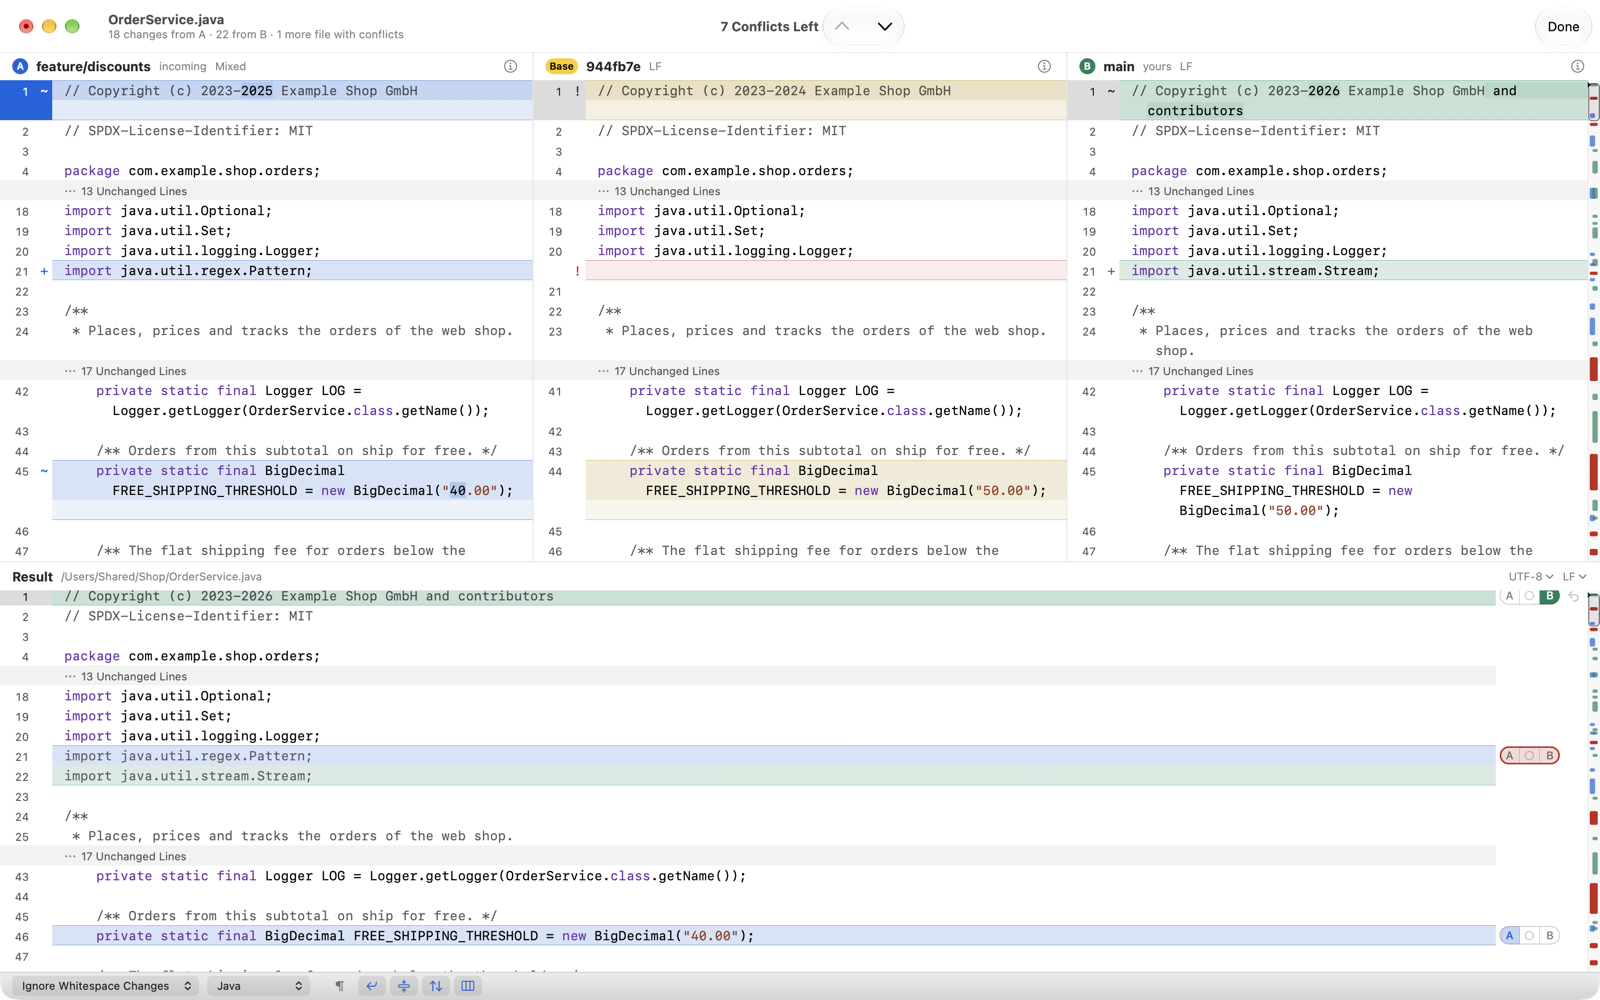 OrderService.java
18 changes from A · 22 from B · 1 more file with conflicts
7 Conflicts Left
Done
A feature/discounts incoming Mixed
1 ~ // Copyright (c) 2023–2025 Example Shop GmbH
2 // SPDX-License-Identifier: MIT
3
4 package com.example.shop.orders;
··· 13 Unchanged Lines
18 import java.util.Optional;
19 import java.util.Set;
20 import java.util.logging.Logger;
21 + import java.util.regex.Pattern;
22
23 /**
24 * Places, prices and tracks the orders of the web shop.
··· 17 Unchanged Lines
42 private static final Logger LOG =
Logger.getLogger(OrderService.class.getName());
43
44 /** Orders from this subtotal on ship for free. */
45 ~ private static final BigDecimal
FREE_SHIPPING_THRESHOLD = new BigDecimal("40.00");
46
47 /** The flat shipping fee for orders below the
Base 944fb7e LF
1 ! // Copyright (c) 2023–2024 Example Shop GmbH
2 // SPDX-License-Identifier: MIT
3
4 package com.example.shop.orders;
··· 13 Unchanged Lines
18 import java.util.Optional;
19 import java.util.Set;
20 import java.util.logging.Logger;
!
21
22 /**
23 * Places, prices and tracks the orders of the web shop.
··· 17 Unchanged Lines
41 private static final Logger LOG =
Logger.getLogger(OrderService.class.getName());
42
43 /** Orders from this subtotal on ship for free. */
44 private static final BigDecimal
FREE_SHIPPING_THRESHOLD = new BigDecimal("50.00");
45
46 /** The flat shipping fee for orders below the
B main yours LF
1 ~ // Copyright (c) 2023–2026 Example Shop GmbH and
contributors
2 // SPDX-License-Identifier: MIT
3
4 package com.example.shop.orders;
··· 13 Unchanged Lines
18 import java.util.Optional;
19 import java.util.Set;
20 import java.util.logging.Logger;
21 + import java.util.stream.Stream;
22
23 /**
24 * Places, prices and tracks the orders of the web
shop.
··· 17 Unchanged Lines
42 private static final Logger LOG =
Logger.getLogger(OrderService.class.getName());
43
44 /** Orders from this subtotal on ship for free. */
45 private static final BigDecimal
FREE_SHIPPING_THRESHOLD = new
BigDecimal("50.00");
46
47 /** The flat shipping fee for orders below the
Result /Users/Shared/Shop/OrderService.java UTF-8 LF
1 // Copyright (c) 2023–2026 Example Shop GmbH and contributors A B
2 // SPDX-License-Identifier: MIT
3
4 package com.example.shop.orders;
··· 13 Unchanged Lines
18 import java.util.Optional;
19 import java.util.Set;
20 import java.util.logging.Logger;
21 import java.util.regex.Pattern; A B
22 import java.util.stream.Stream;
23
24 /**
25 * Places, prices and tracks the orders of the web shop.
··· 17 Unchanged Lines
43 private static final Logger LOG = Logger.getLogger(OrderService.class.getName());
44
45 /** Orders from this subtotal on ship for free. */
46 private static final BigDecimal FREE_SHIPPING_THRESHOLD = new BigDecimal("40.00"); A B
47
Ignore Whitespace Changes Java ¶